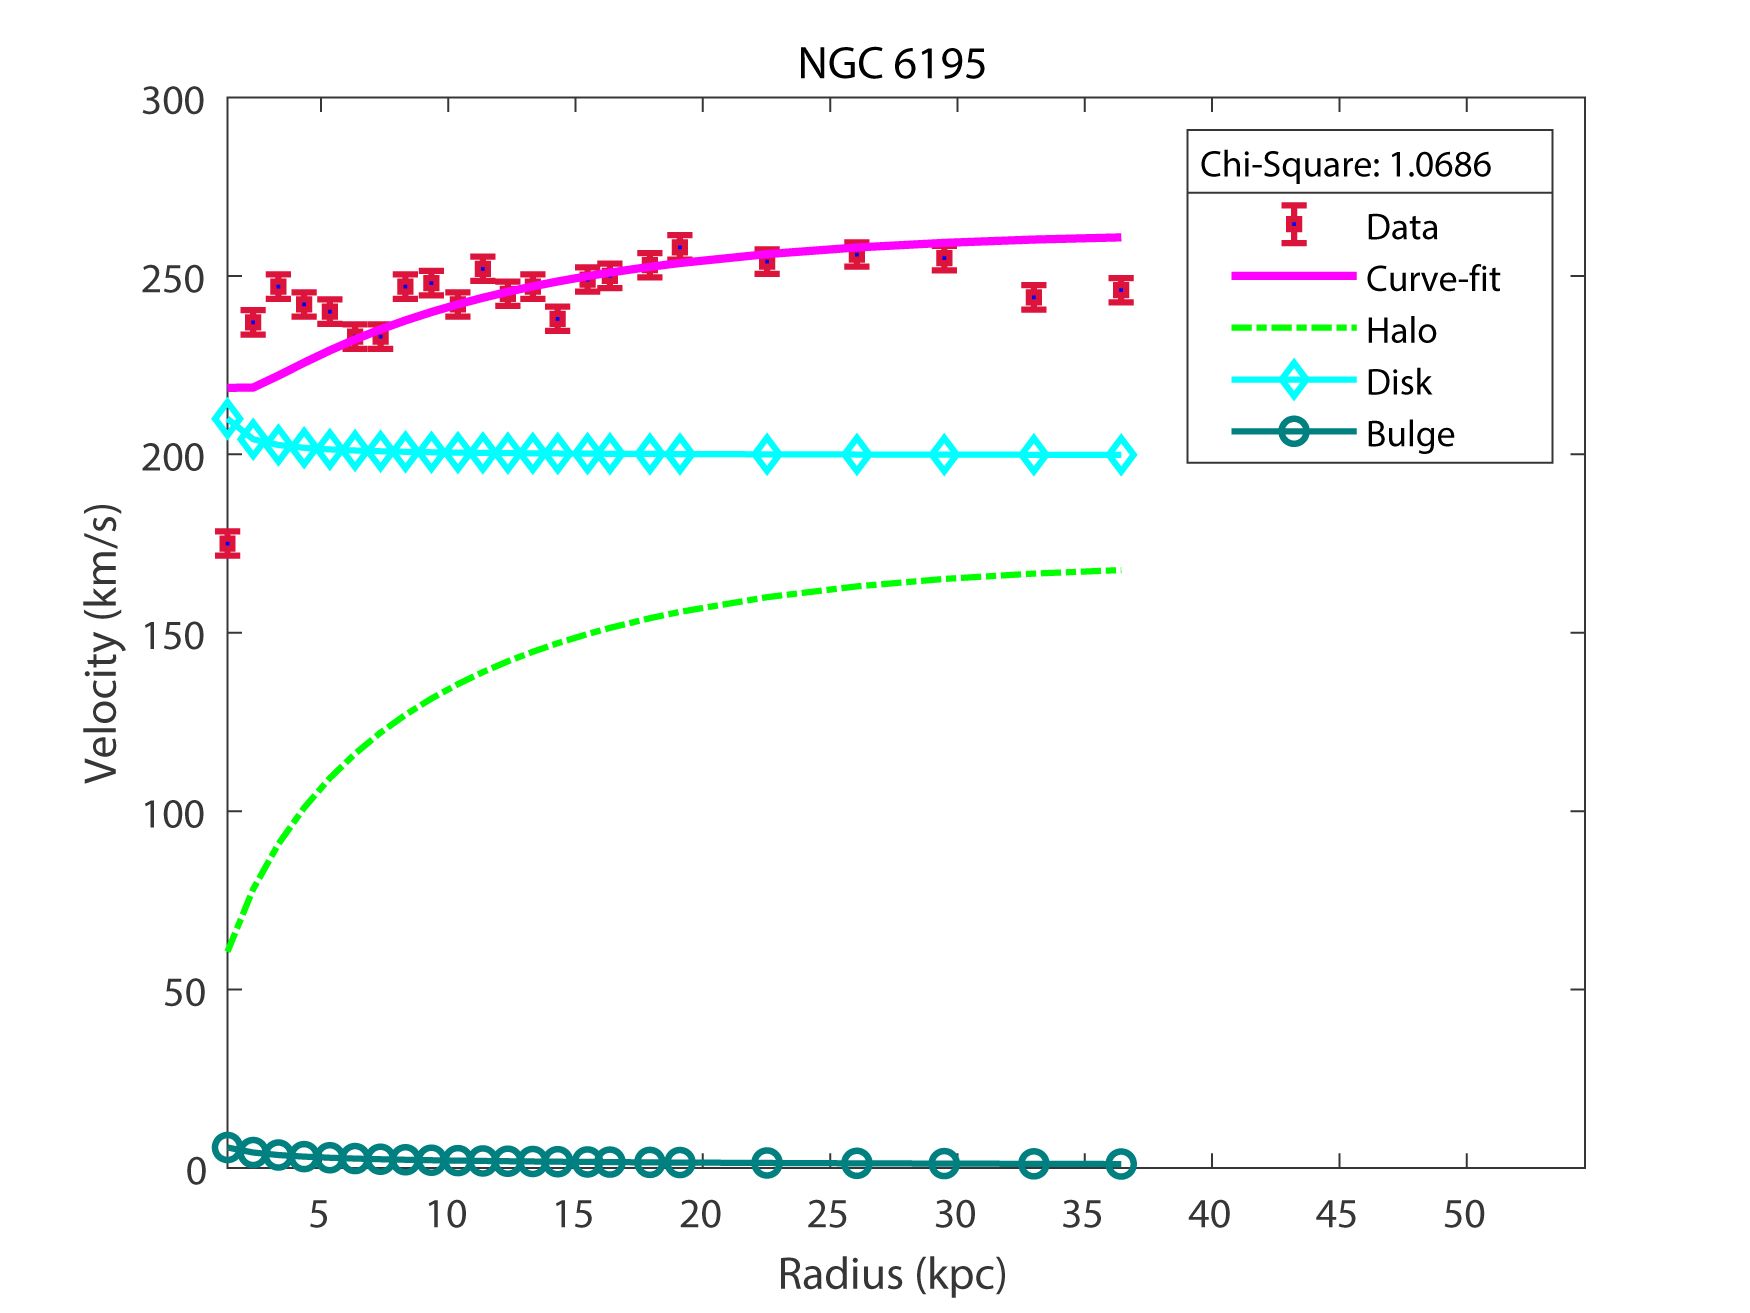 NGC 6195
300
250
200
150
100
50
0
Velocity (km/s)
Chi-Square: 1.0686
Data
Curve-fit
Halo
Disk
Bulge
5 10 15 20 25 30 35 40 45 50
Radius (kpc)